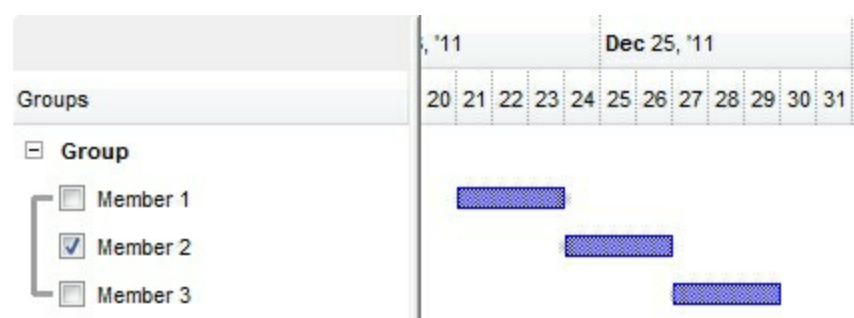 , '11
Dec 25, '11
Groups
20 21 22 23 24 25 26 27 28 29 30 31
Group
Member 1
Member 2
Member 3